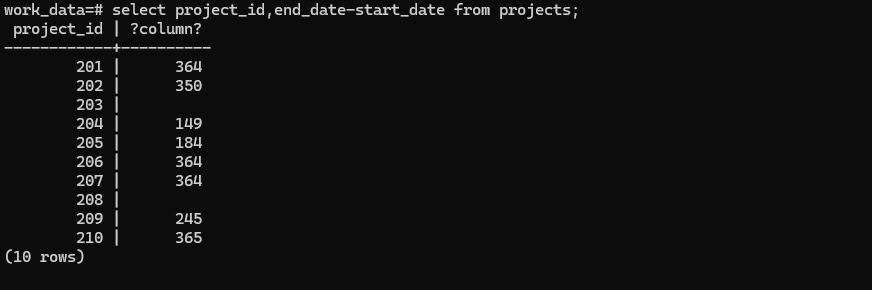 work_data=# select project_id,end_date-start_date from projects;
 project_id | ?column?
------------+----------
        201 |      364
        202 |      350
        203 |
        204 |      149
        205 |      184
        206 |      364
        207 |      364
        208 |
        209 |      245
        210 |      365
(10 rows)